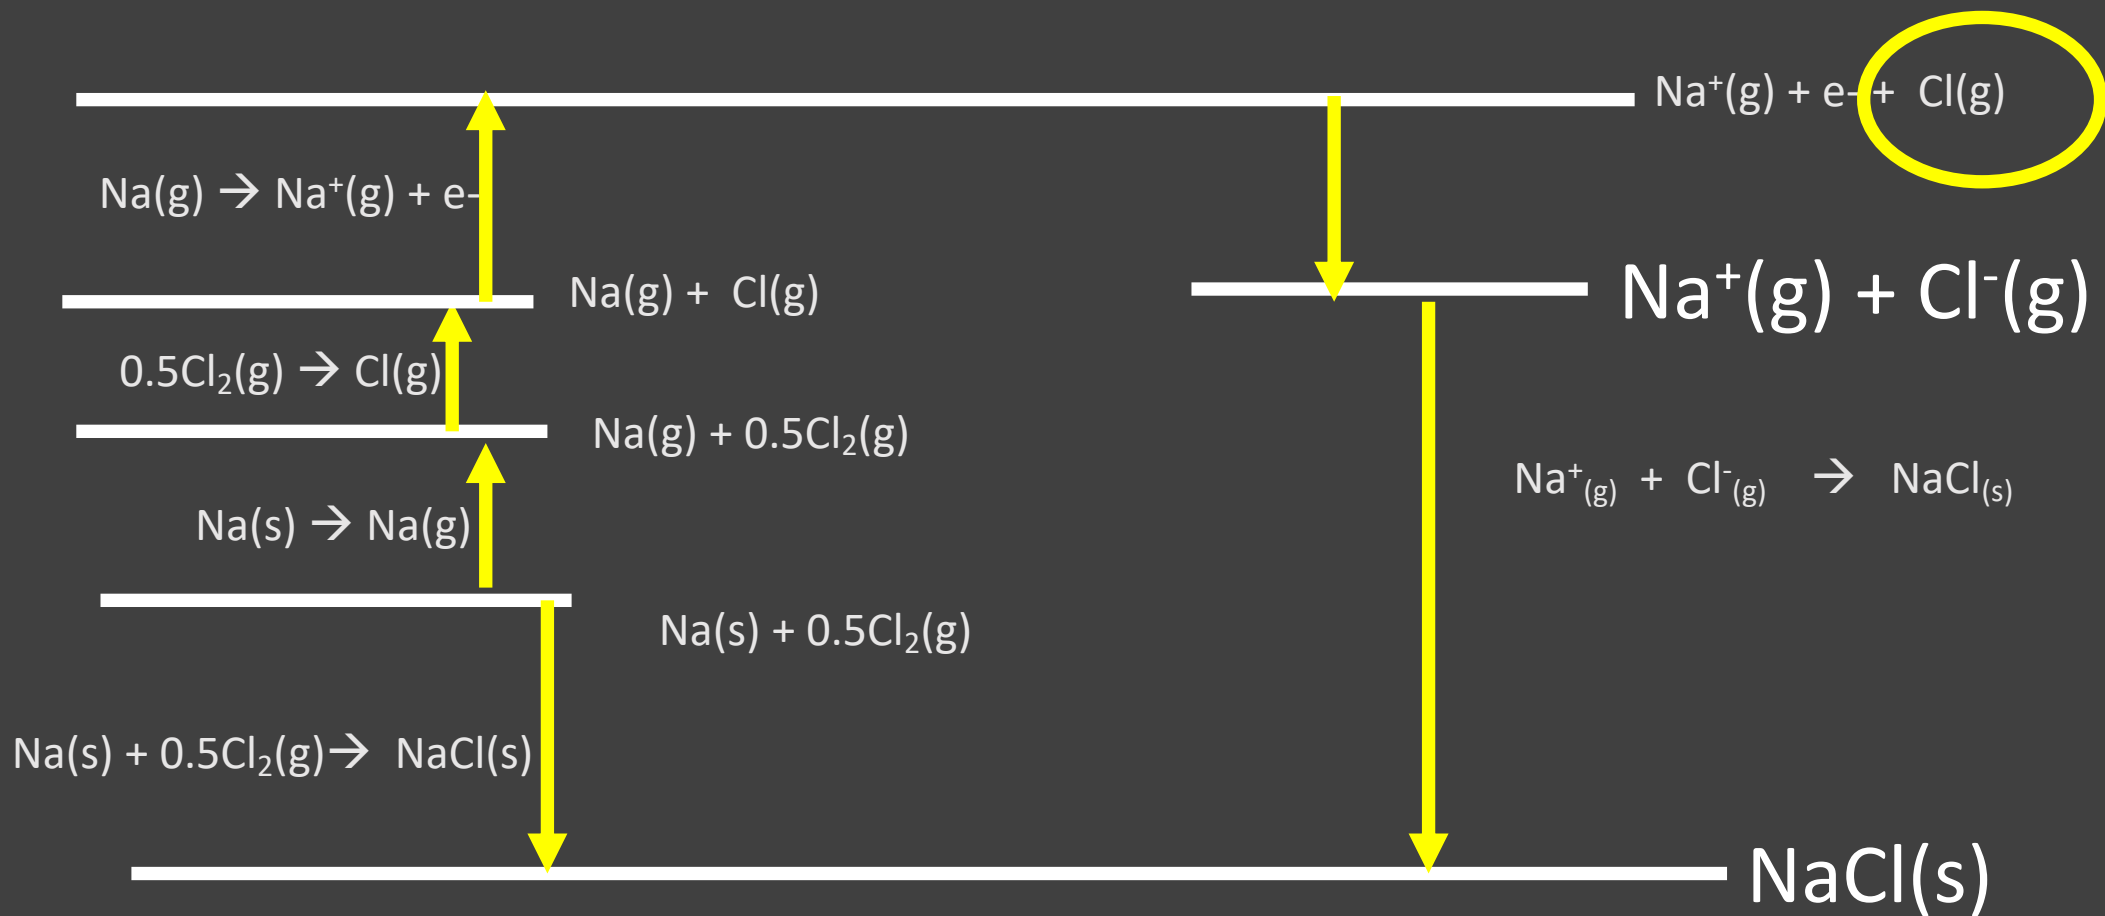 Na⁺(g) + e- + Cl(g)
Na(g) → Na⁺(g) + e-
Na(g) + Cl(g)
Na⁺(g) + Cl⁻(g)
0.5Cl₂(g) → Cl(g)
Na(g) + 0.5Cl₂(g)
Na⁺₍g₎ + Cl⁻₍g₎ → NaCl₍s₎
Na(s) → Na(g)
Na(s) + 0.5Cl₂(g)
Na(s) + 0.5Cl₂(g)→ NaCl(s)
NaCl(s)